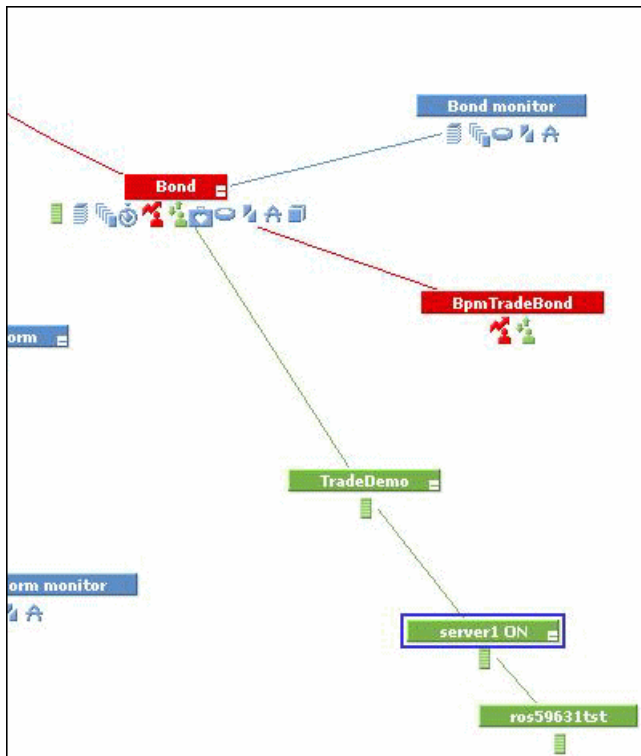 Bond monitor
Bond
BpmTradeBond
orm
TradeDemo
orm monitor
server1 ON
ros59631tst